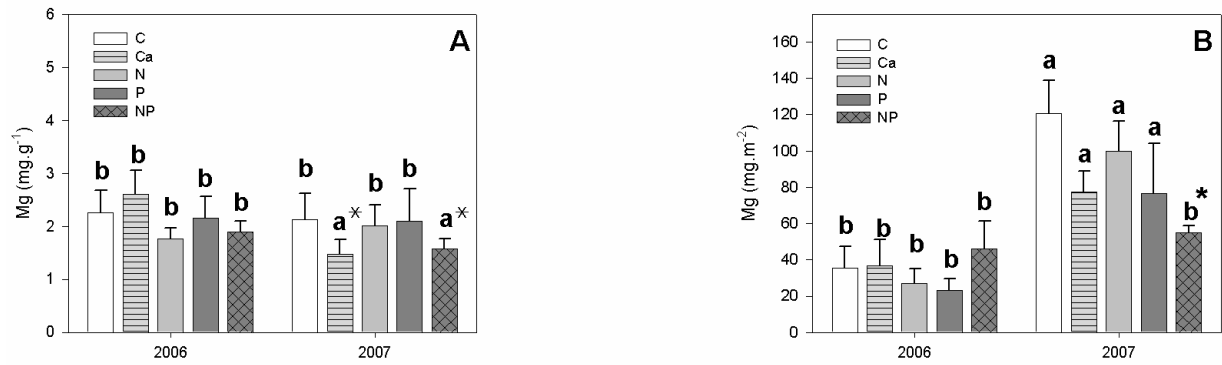 A
Mg (mg.g⁻¹)
6
5
4
3
2
1
0
C
Ca
N
P
NP
b b b b b
b a* b b a*
2006 2007
B
Mg (mg.m⁻²)
160
140
120
100
80
60
40
20
0
C
Ca
N
P
NP
b b b b b
a a a a b*
2006 2007